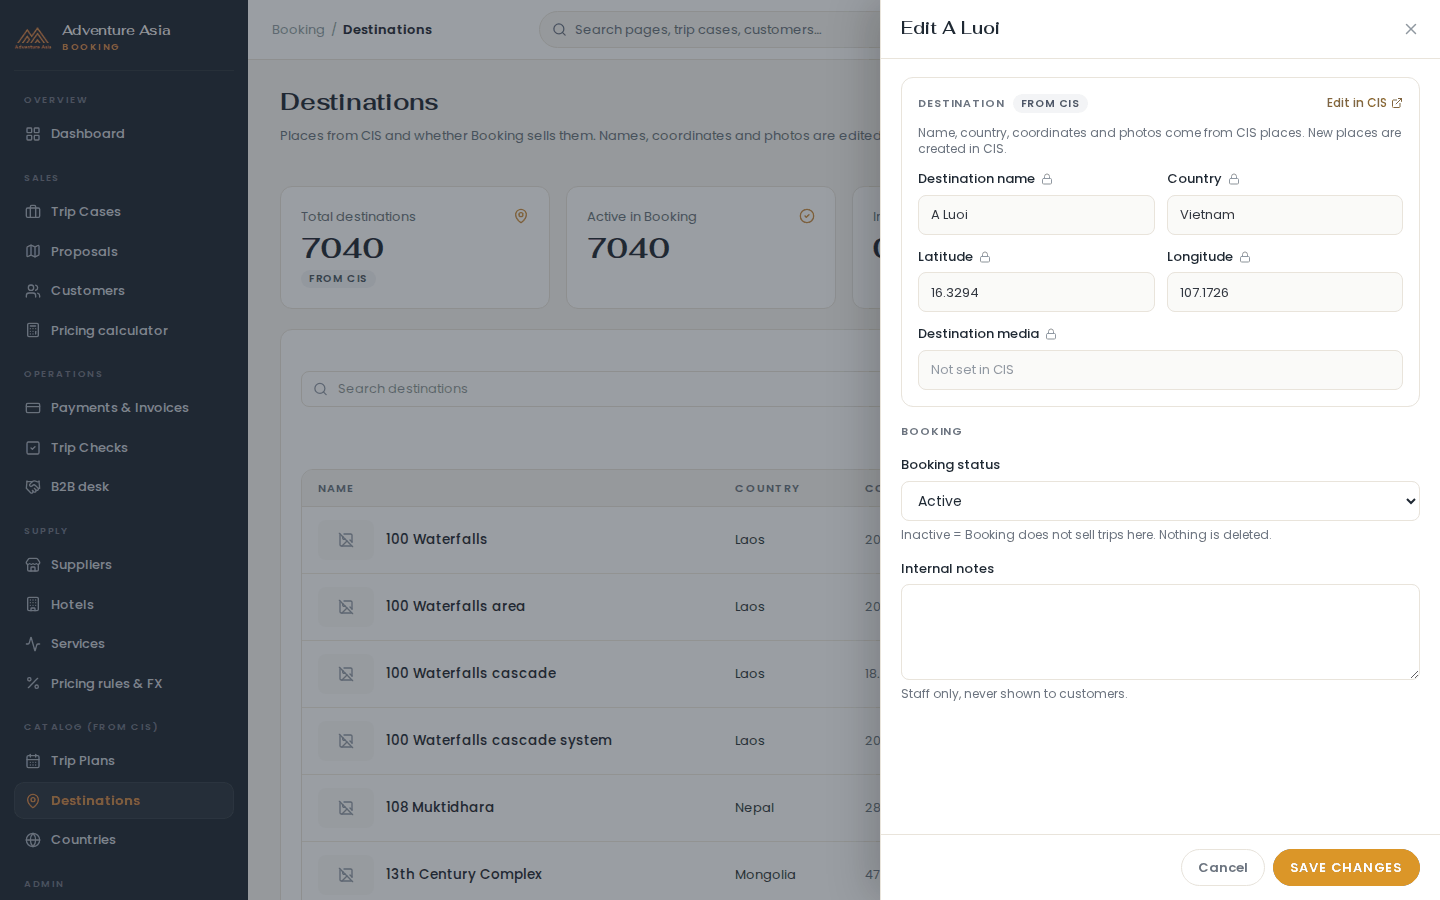 Adventure Asia
BOOKING
OVERVIEW
Dashboard
SALES
Trip Cases
Proposals
Customers
Pricing calculator
OPERATIONS
Payments & Invoices
Trip Checks
B2B desk
SUPPLY
Suppliers
Hotels
Services
Pricing rules & FX
CATALOG (FROM CIS)
Trip Plans
Destinations
Countries
ADMIN
Booking / Destinations
Search pages, trip cases, customers...
Destinations
Places from CIS and whether Booking sells them. Names, coordinates and photos are edited
Total destinations
7040
FROM CIS
Active in Booking
7040
Search destinations
NAME COUNTRY
100 Waterfalls Laos 20
100 Waterfalls area Laos 20
100 Waterfalls cascade Laos 18.
100 Waterfalls cascade system Laos 20
108 Muktidhara Nepal 28
13th Century Complex Mongolia 47
Edit A Luoi
DESTINATION FROM CIS Edit in CIS
Name, country, coordinates and photos come from CIS places. New places are
created in CIS.
Destination name Country
A Luoi Vietnam
Latitude Longitude
16.3294 107.1726
Destination media
Not set in CIS
BOOKING
Booking status
Active
Inactive = Booking does not sell trips here. Nothing is deleted.
Internal notes
Staff only, never shown to customers.
Cancel SAVE CHANGES